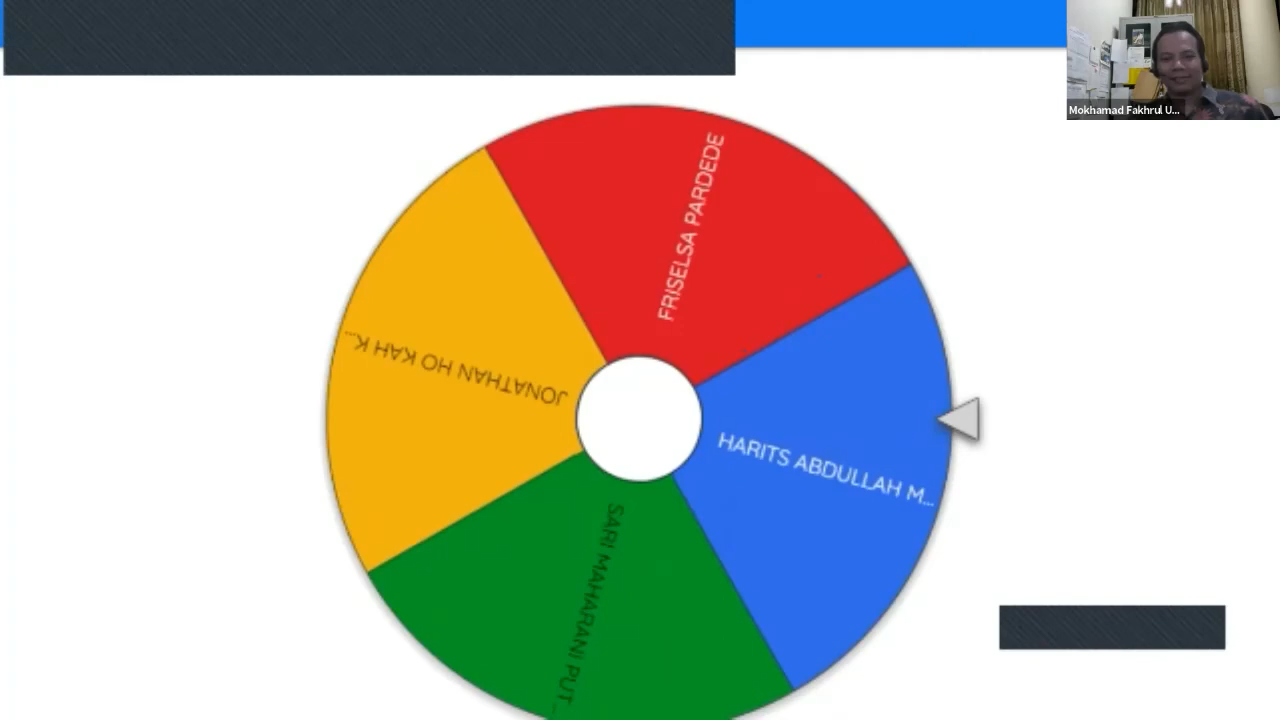 Mokhamad Fakhrul U...
FRISELSA PARDEDE
JONATHAN HO KAH K...
HARITS ABDULLAH M...
SARI MAHARANI PUT...